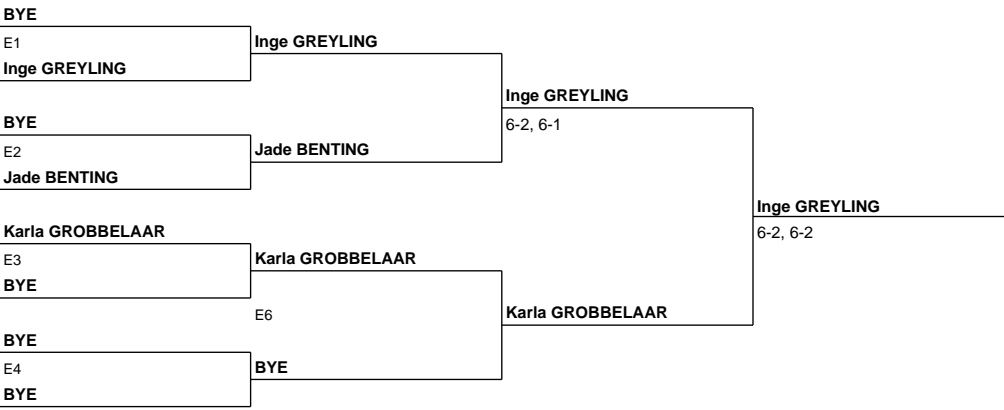 BYE
E1
Inge GREYLING
Inge GREYLING
BYE
E2
Jade BENTING
Jade BENTING
Inge GREYLING
6-2, 6-1
Karla GROBBELAAR
E3
BYE
Karla GROBBELAAR
E6
BYE
E4
BYE
BYE
Karla GROBBELAAR
Inge GREYLING
6-2, 6-2